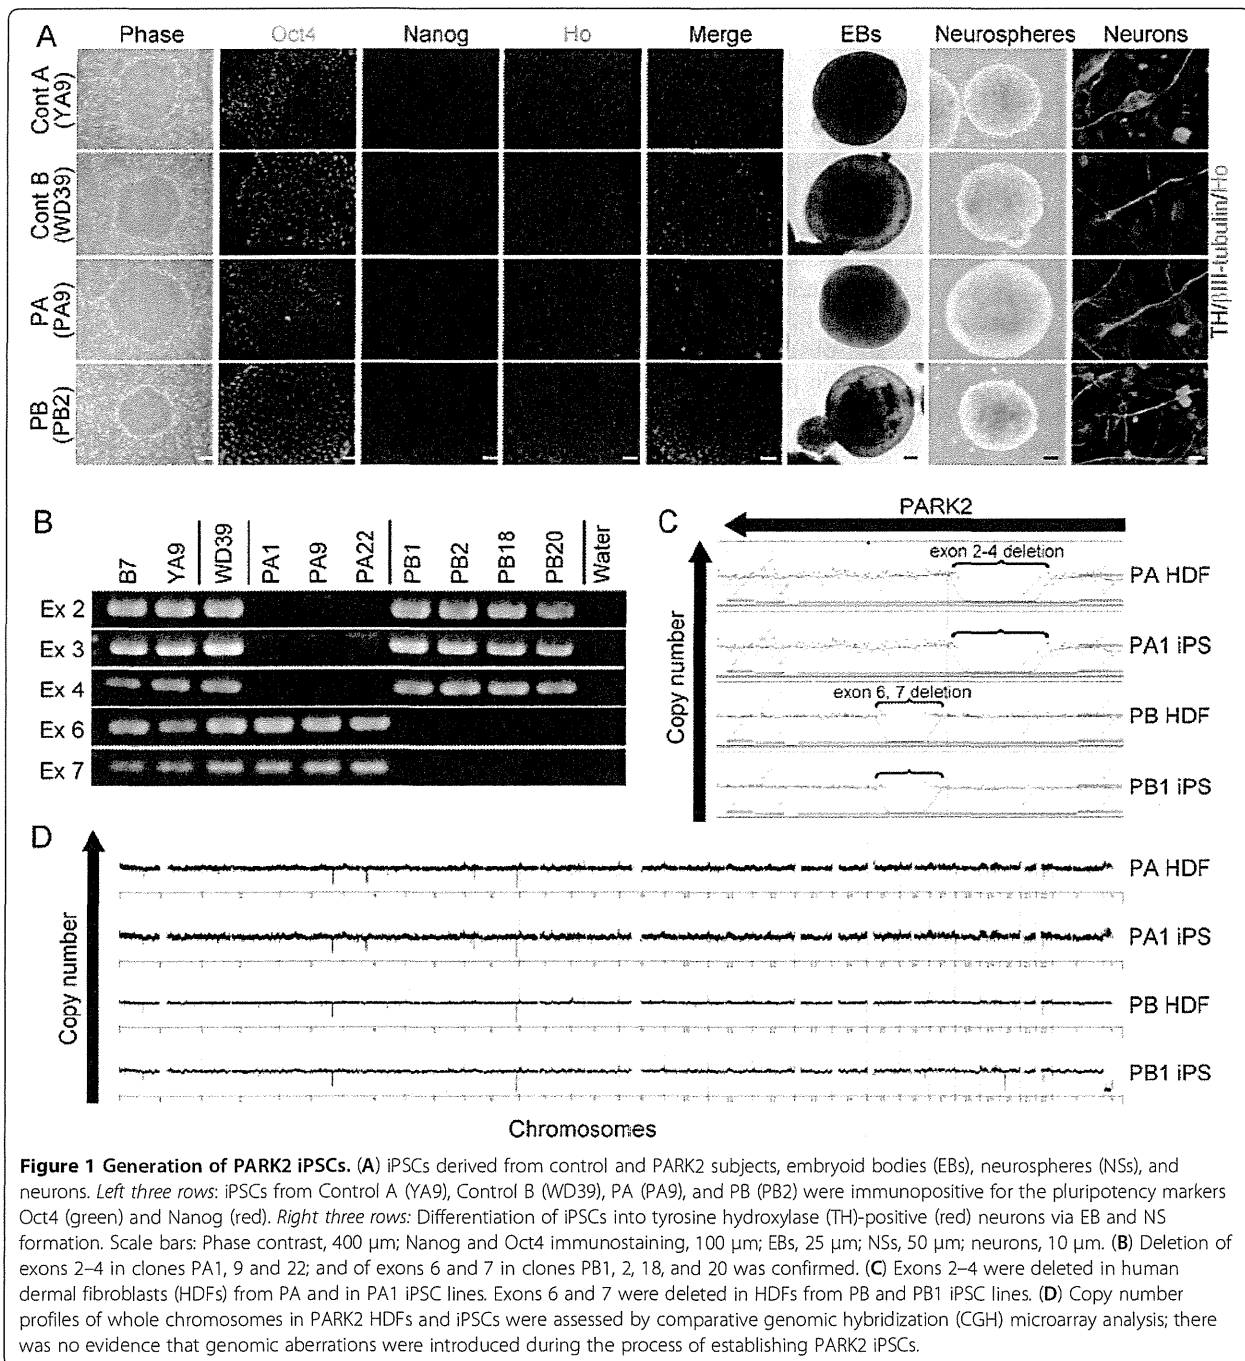 A
Phase Oct4 Nanog Ho Merge EBs Neurospheres Neurons
Cont A
(YA9)
Cont B
(WD39)
PA
(PA9)
PB
(PB2)
TH/βIII-tubulin/Ho
B
B7 YA9 WD39 PA1 PA9 PA22 PB1 PB2 PB18 PB20 Water
Ex 2
Ex 3
Ex 4
Ex 6
Ex 7
C
PARK2
Copy number
exon 2-4 deletion
PA HDF
PA1 iPS
exon 6, 7 deletion
PB HDF
PB1 iPS
D
Copy number
PA HDF
PA1 iPS
PB HDF
PB1 iPS
Chromosomes
Figure 1 Generation of PARK2 iPSCs. (A) iPSCs derived from control and PARK2 subjects, embryoid bodies (EBs), neurospheres (NSs), and
neurons. Left three rows: iPSCs from Control A (YA9), Control B (WD39), PA (PA9), and PB (PB2) were immunopositive for the pluripotency markers
Oct4 (green) and Nanog (red). Right three rows: Differentiation of iPSCs into tyrosine hydroxylase (TH)-positive (red) neurons via EB and NS
formation. Scale bars: Phase contrast, 400 μm; Nanog and Oct4 immunostaining, 100 μm; EBs, 25 μm; NSs, 50 μm; neurons, 10 μm. (B) Deletion of
exons 2–4 in clones PA1, 9 and 22; and of exons 6 and 7 in clones PB1, 2, 18, and 20 was confirmed. (C) Exons 2–4 were deleted in human
dermal fibroblasts (HDFs) from PA and in PA1 iPSC lines. Exons 6 and 7 were deleted in HDFs from PB and PB1 iPSC lines. (D) Copy number
profiles of whole chromosomes in PARK2 HDFs and iPSCs were assessed by comparative genomic hybridization (CGH) microarray analysis; there
was no evidence that genomic aberrations were introduced during the process of establishing PARK2 iPSCs.